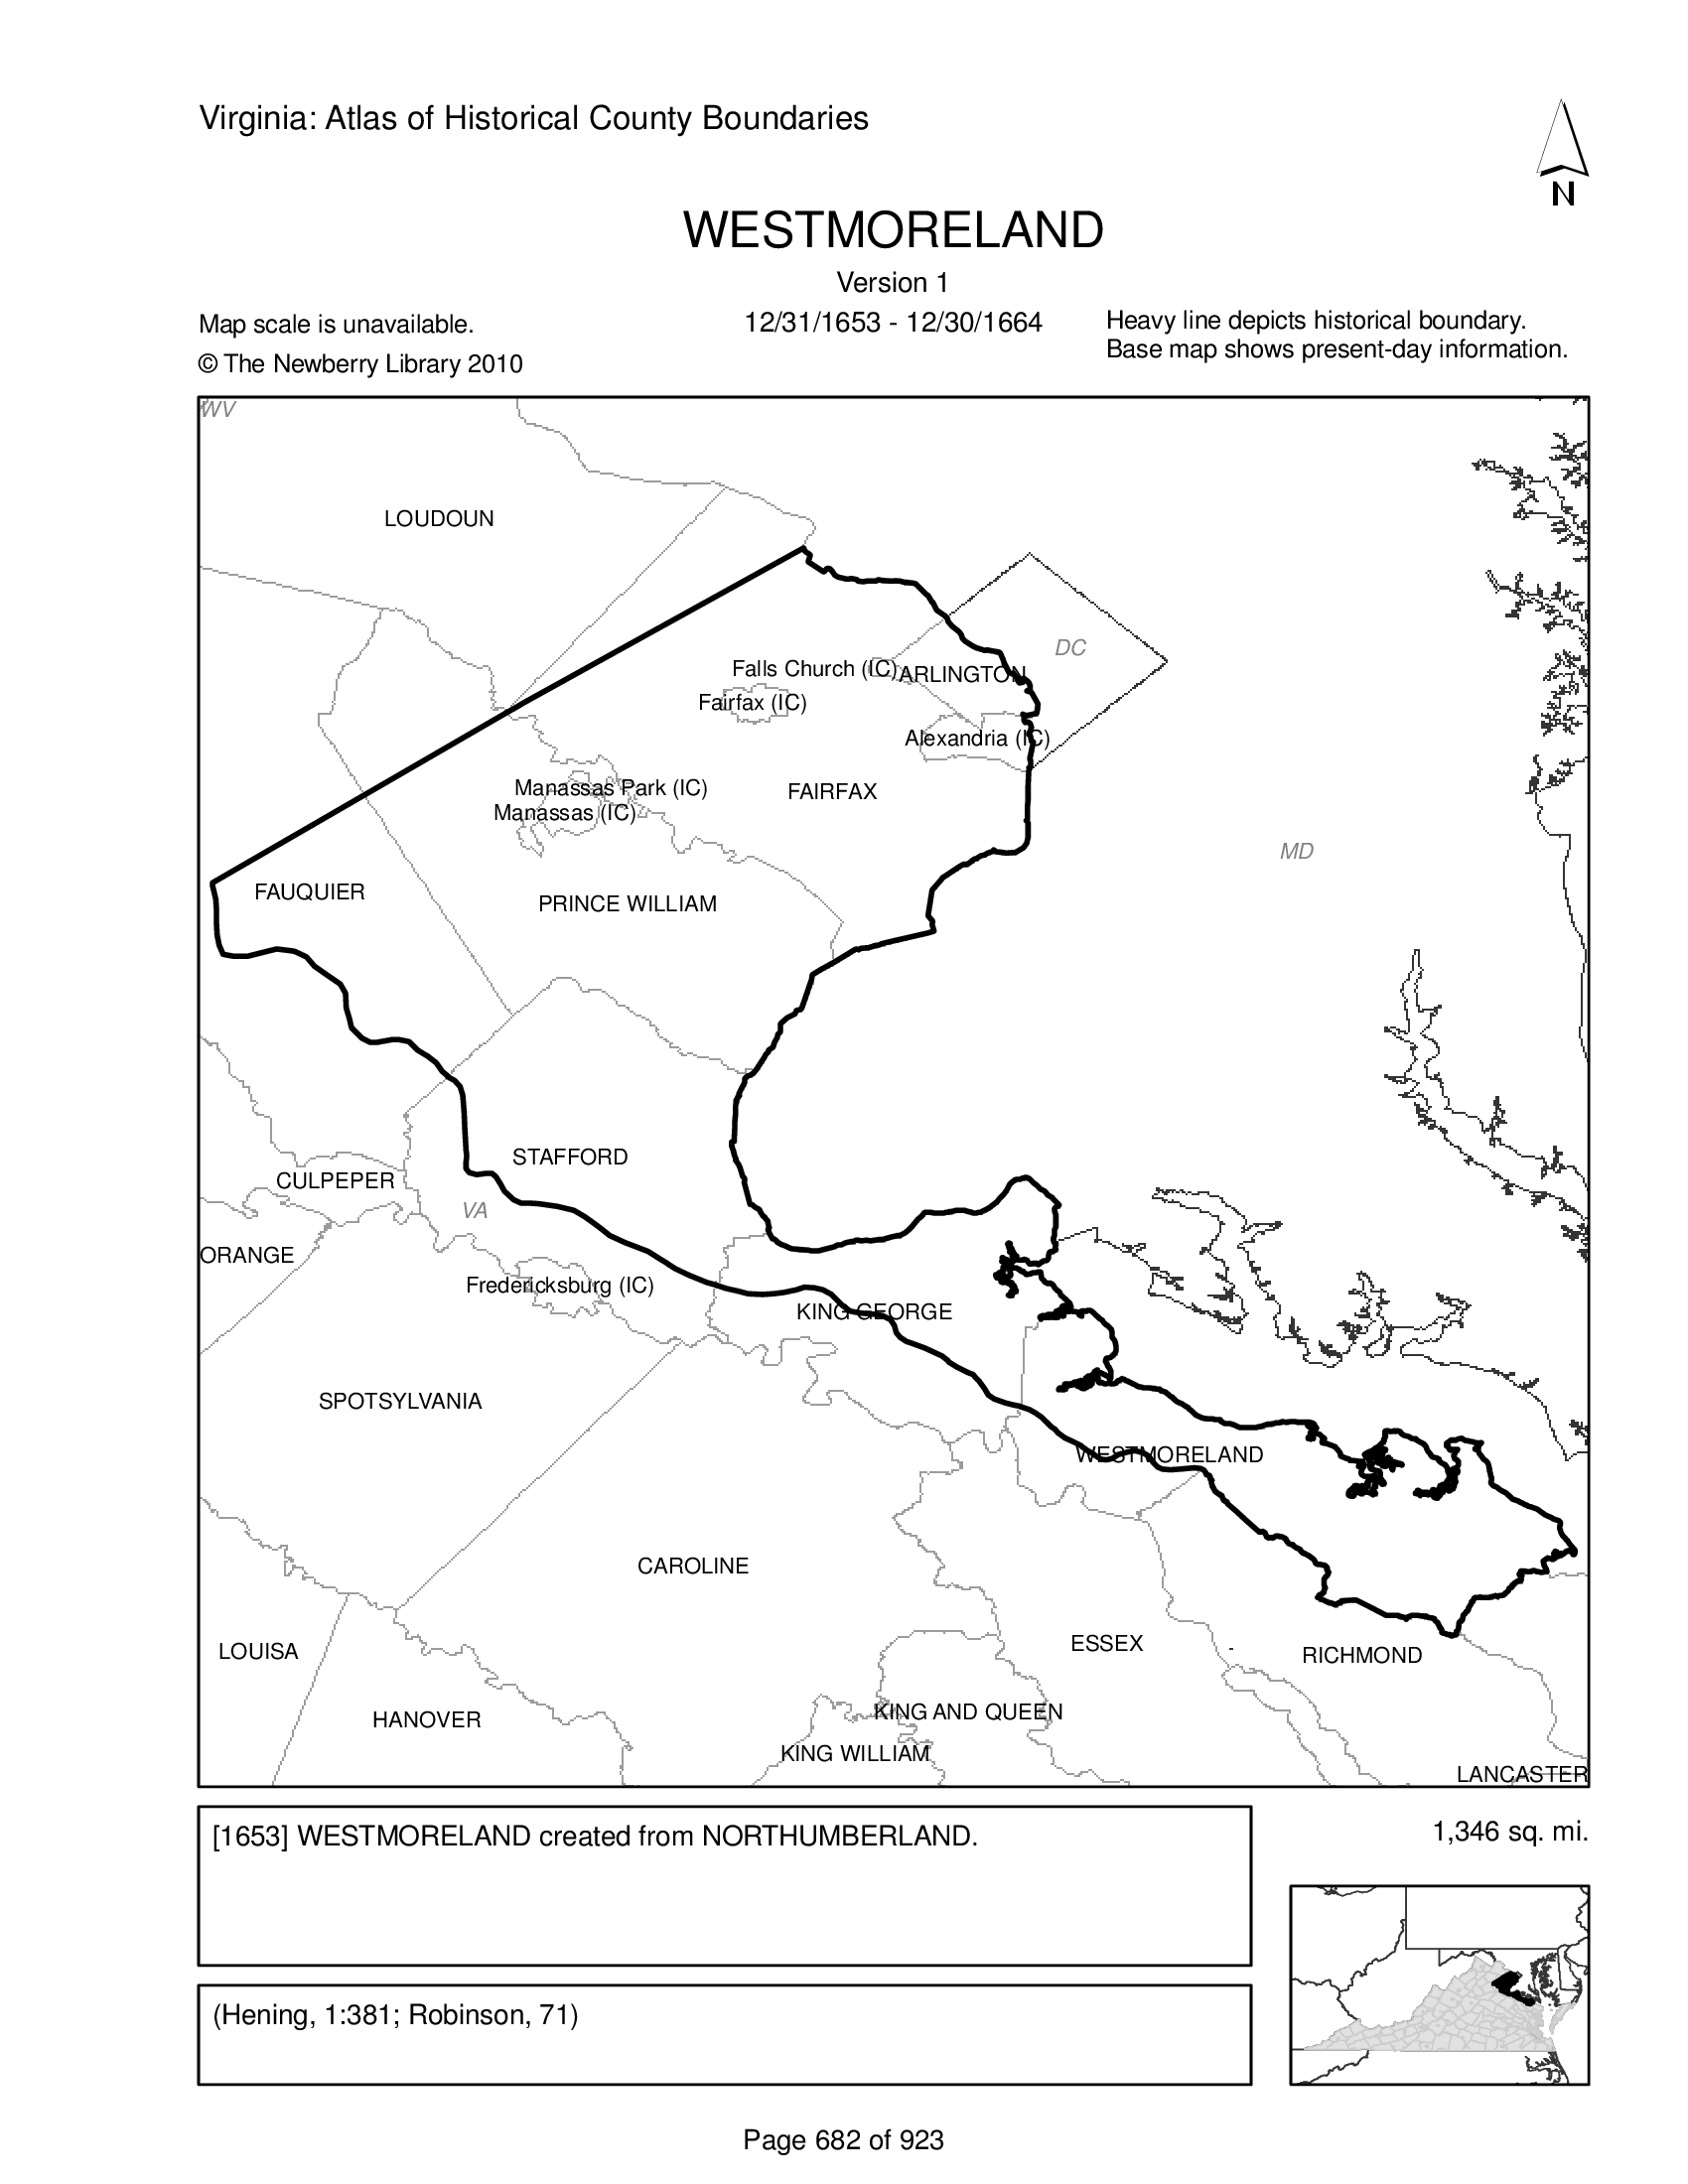 Virginia: Atlas of Historical County Boundaries
N
WESTMORELAND
Version 1
Map scale is unavailable.
12/31/1653 - 12/30/1664
Heavy line depicts historical boundary.
Base map shows present-day information.
© The Newberry Library 2010
WV
LOUDOUN
DC
Falls Church (IC)
ARLINGTON
Fairfax (IC)
Alexandria (IC)
Manassas Park (IC)
FAIRFAX
Manassas (IC)
MD
FAUQUIER
PRINCE WILLIAM
STAFFORD
CULPEPER
VA
ORANGE
Fredericksburg (IC)
KING GEORGE
SPOTSYLVANIA
WESTMORELAND
CAROLINE
ESSEX
LOUISA
RICHMOND
KING AND QUEEN
HANOVER
KING WILLIAM
LANCASTER
[1653] WESTMORELAND created from NORTHUMBERLAND.
1,346 sq. mi.
(Hening, 1:381; Robinson, 71)
Page 682 of 923